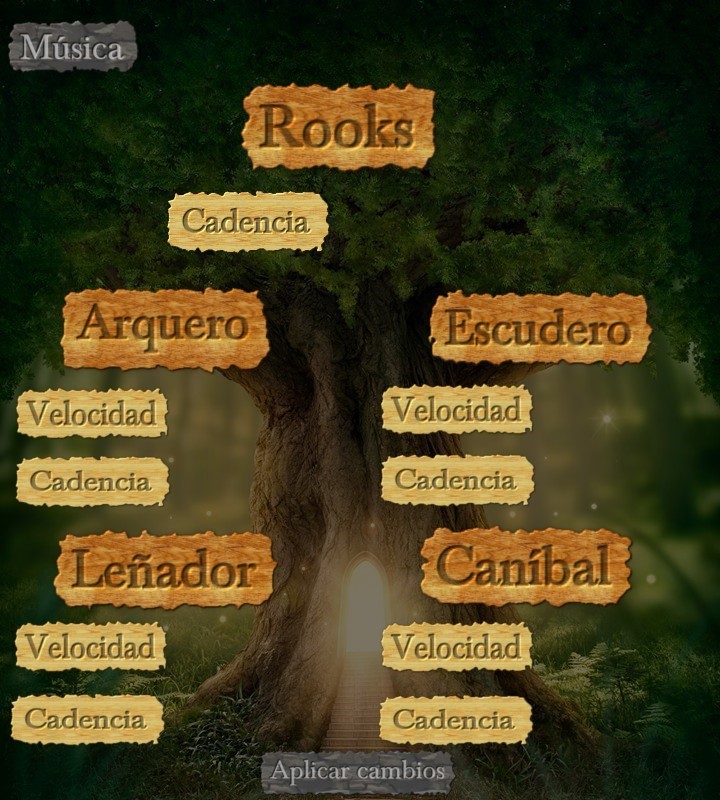 Música
Rooks
Cadencia
Arquero
Escudero
Velocidad
Velocidad
Cadencia
Cadencia
Leñador
Caníbal
Velocidad
Velocidad
Cadencia
Cadencia
Aplicar cambios